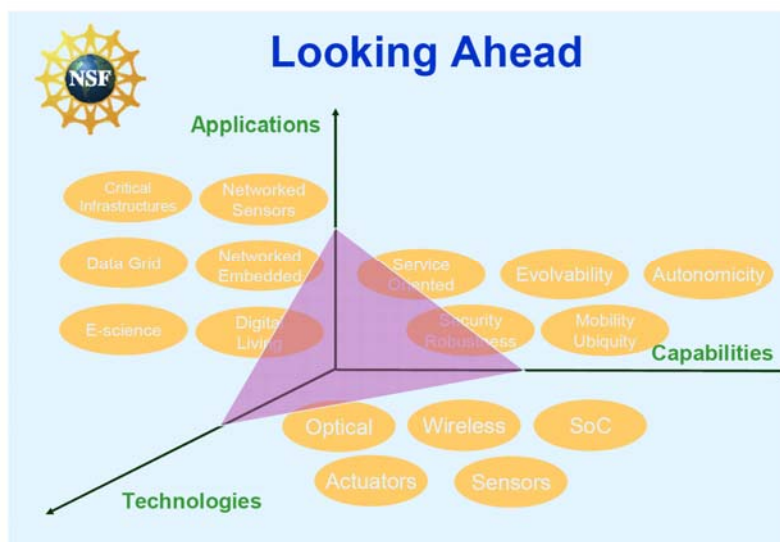 NSF
Looking Ahead
Applications
Critical
Infrastructures
Networked
Sensors
Data Grid
Networked
Embedded
Service
Oriented
Evolvability
Autonomicity
E-science
Digital
Living
Security
Robustness
Mobility
Ubiquity
Capabilities
Optical
Wireless
SoC
Actuators
Sensors
Technologies